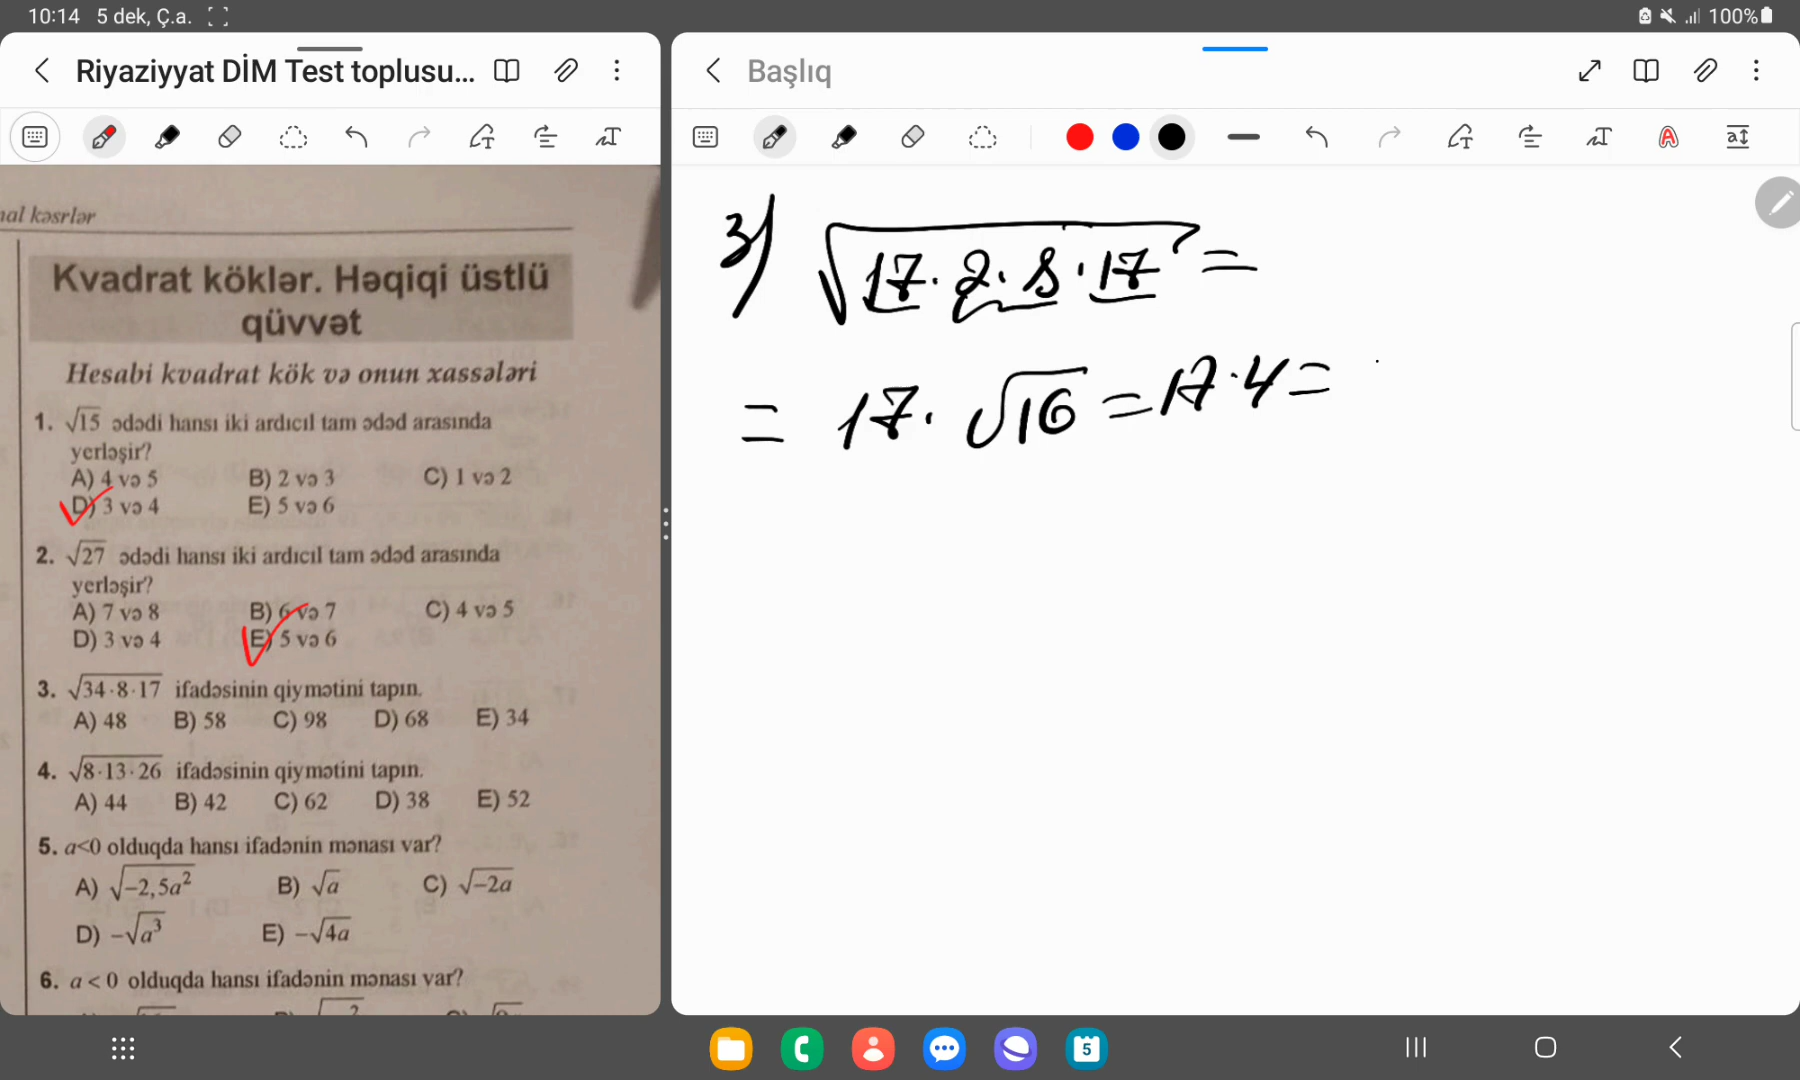 10:14 5 dek, Ç.a. 100%
Riyaziyyat DİM Test toplusu...
nal kəsrlər
Kvadrat köklər. Həqiqi üstlü
qüvvət
Hesabi kvadrat kök və onun xassələri
1. √15 ədədi hansı iki ardıcıl tam ədəd arasında
yerləşir?
A) 4 və 5 B) 2 və 3 C) 1 və 2
D) 3 və 4 E) 5 və 6
2. √27 ədədi hansı iki ardıcıl tam ədəd arasında
yerləşir?
A) 7 və 8 B) 6 və 7 C) 4 və 5
D) 3 və 4 E) 5 və 6
3. √34·8·17 ifadəsinin qiymətini tapın.
A) 48 B) 58 C) 98 D) 68 E) 34
4. √8·13·26 ifadəsinin qiymətini tapın.
A) 44 B) 42 C) 62 D) 38 E) 52
5. a<0 olduqda hansı ifadənin mənası var?
A) √−2,5a² B) √a C) √−2a
D) −√a³ E) −√4a
6. a < 0 olduqda hansı ifadənin mənası var?
Başlıq
3) √17·2·8·17 =
= 17·√16 = 17·4 =
5